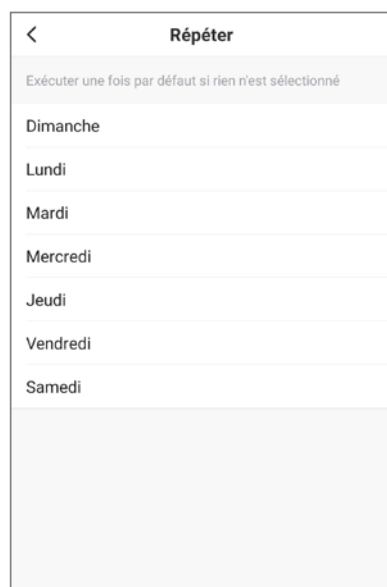 Répéter
Exécuter une fois par défaut si rien n'est sélectionné
Dimanche
Lundi
Mardi
Mercredi
Jeudi
Vendredi
Samedi